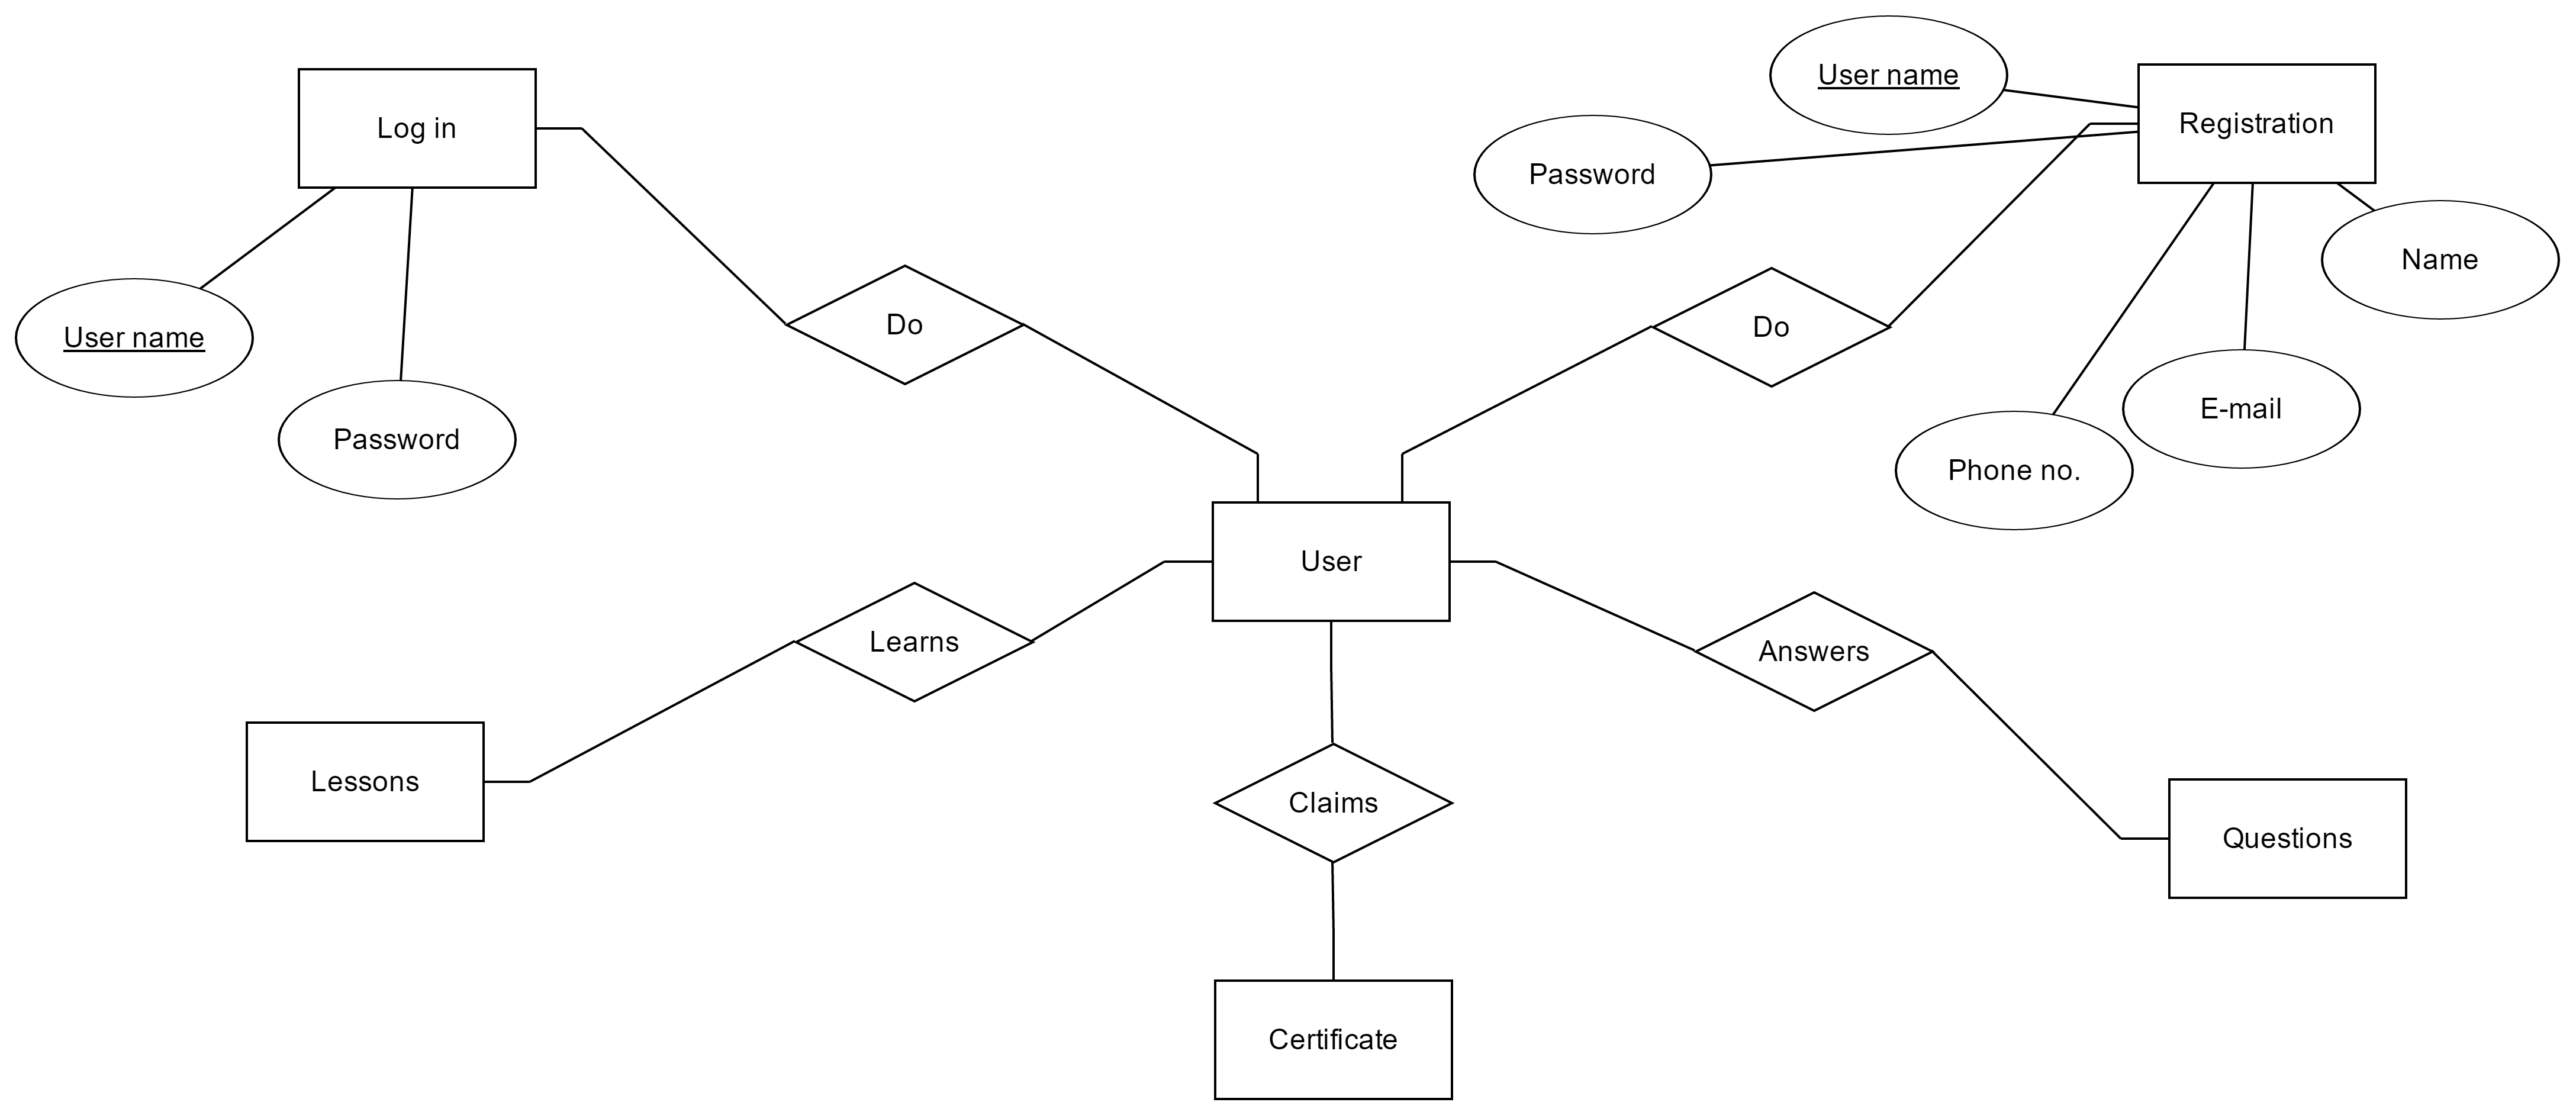 User name
Log in
Registration
Password
Name
Do
Do
User name
E-mail
Password
Phone no.
User
Learns
Answers
Lessons
Claims
Questions
Certificate